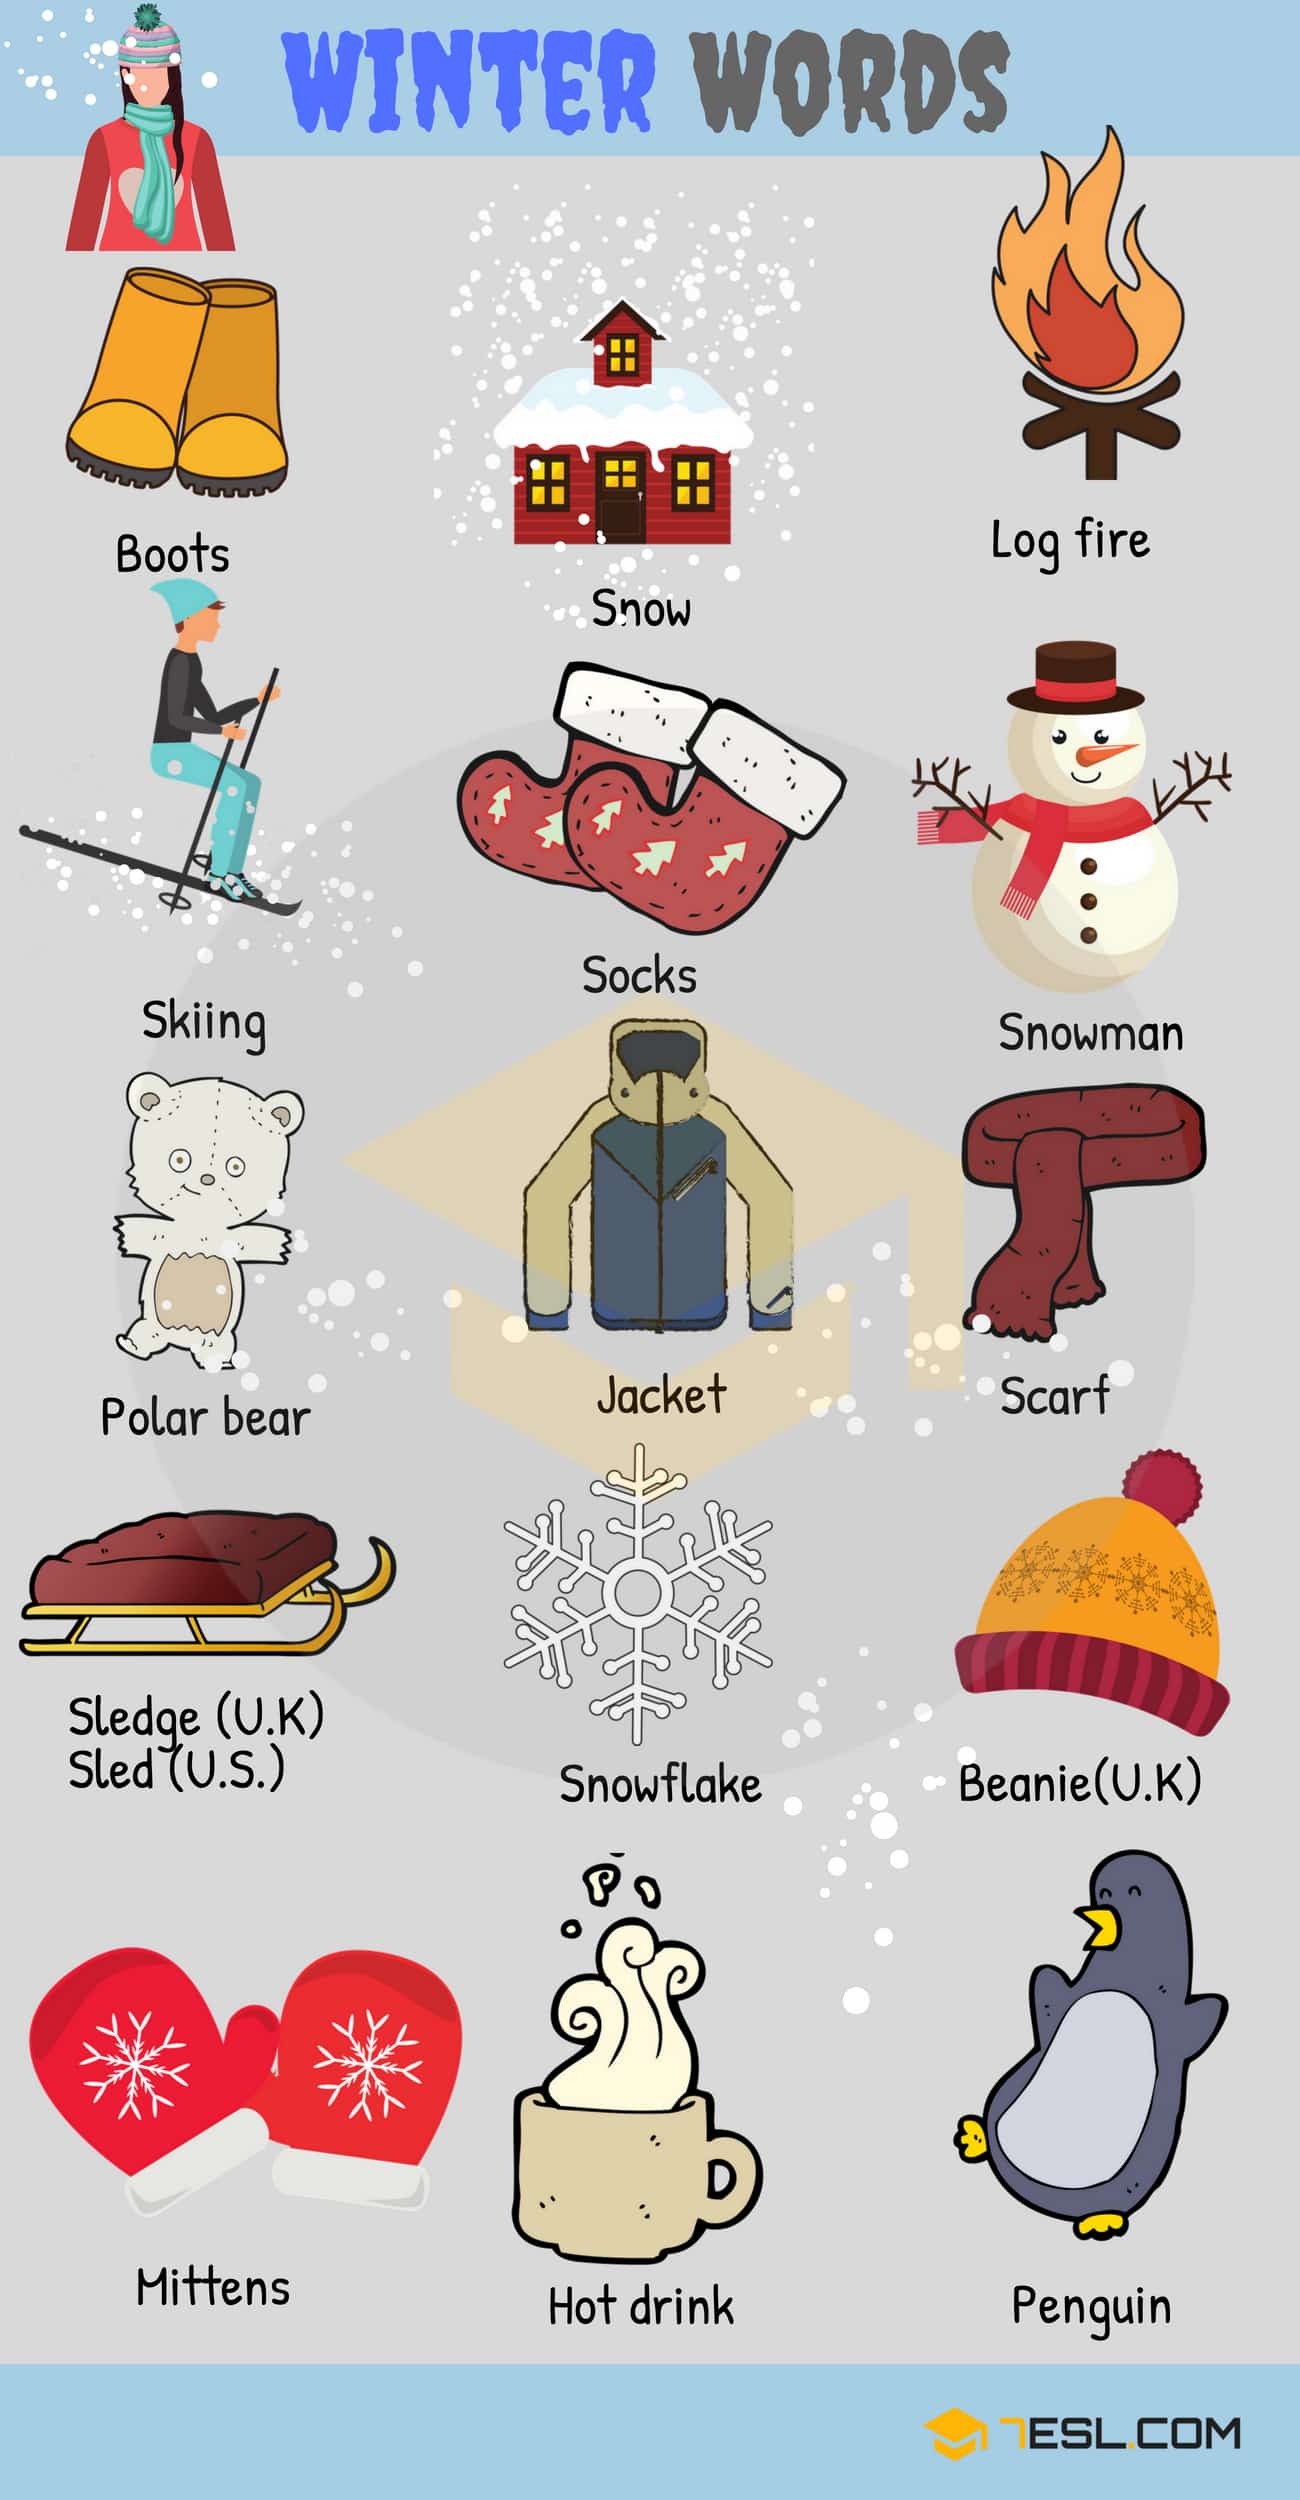 WINTER WORDS
Boots
Snow
Log fire
Skiing
Socks
Snowman
Polar bear
Jacket
Scarf
Sledge (U.K)
Sled (U.S.)
Snowflake
Beanie(U.K)
Mittens
Hot drink
Penguin
7ESL.COM